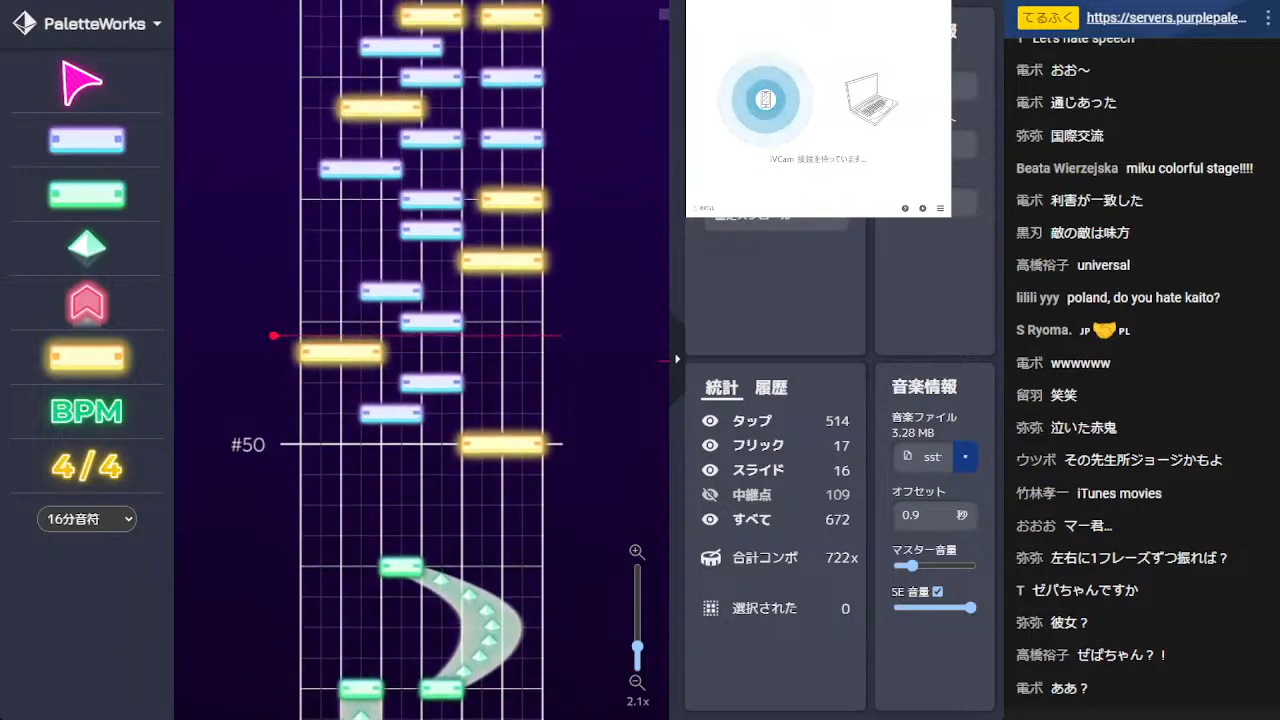 PaletteWorks
BPM
4/4
16分音符
#50
2.1x
iVCam 接続を待っています...
統計 履歴
タップ 514
フリック 17
スライド 16
中継点 109
すべて 672
合計コンボ 722x
選択された 0
音楽情報
音楽ファイル
3.28 MB
sst
オフセット
0.9 秒
マスター音量
SE 音量
てるふく https://servers.purplepale...
T Let's hate speech
電ボ おお〜
電ボ 通じあった
弥弥 国際交流
Beata Wierzejska miku colorful stage!!!!
電ボ 利害が一致した
黒刃 敵の敵は味方
高橋裕子 universal
lilili yyy poland, do you hate kaito?
S Ryoma. JP🤝PL
電ボ wwwwww
留羽 笑笑
弥弥 泣いた赤鬼
ウツボ その先生所ジョージかもよ
竹林孝一 iTunes movies
おおお マー君...
弥弥 左右に1フレーズずつ振れば？
T ゼバちゃんですか
弥弥 彼女？
高橋裕子 ぜぱちゃん？！
電ボ ああ？